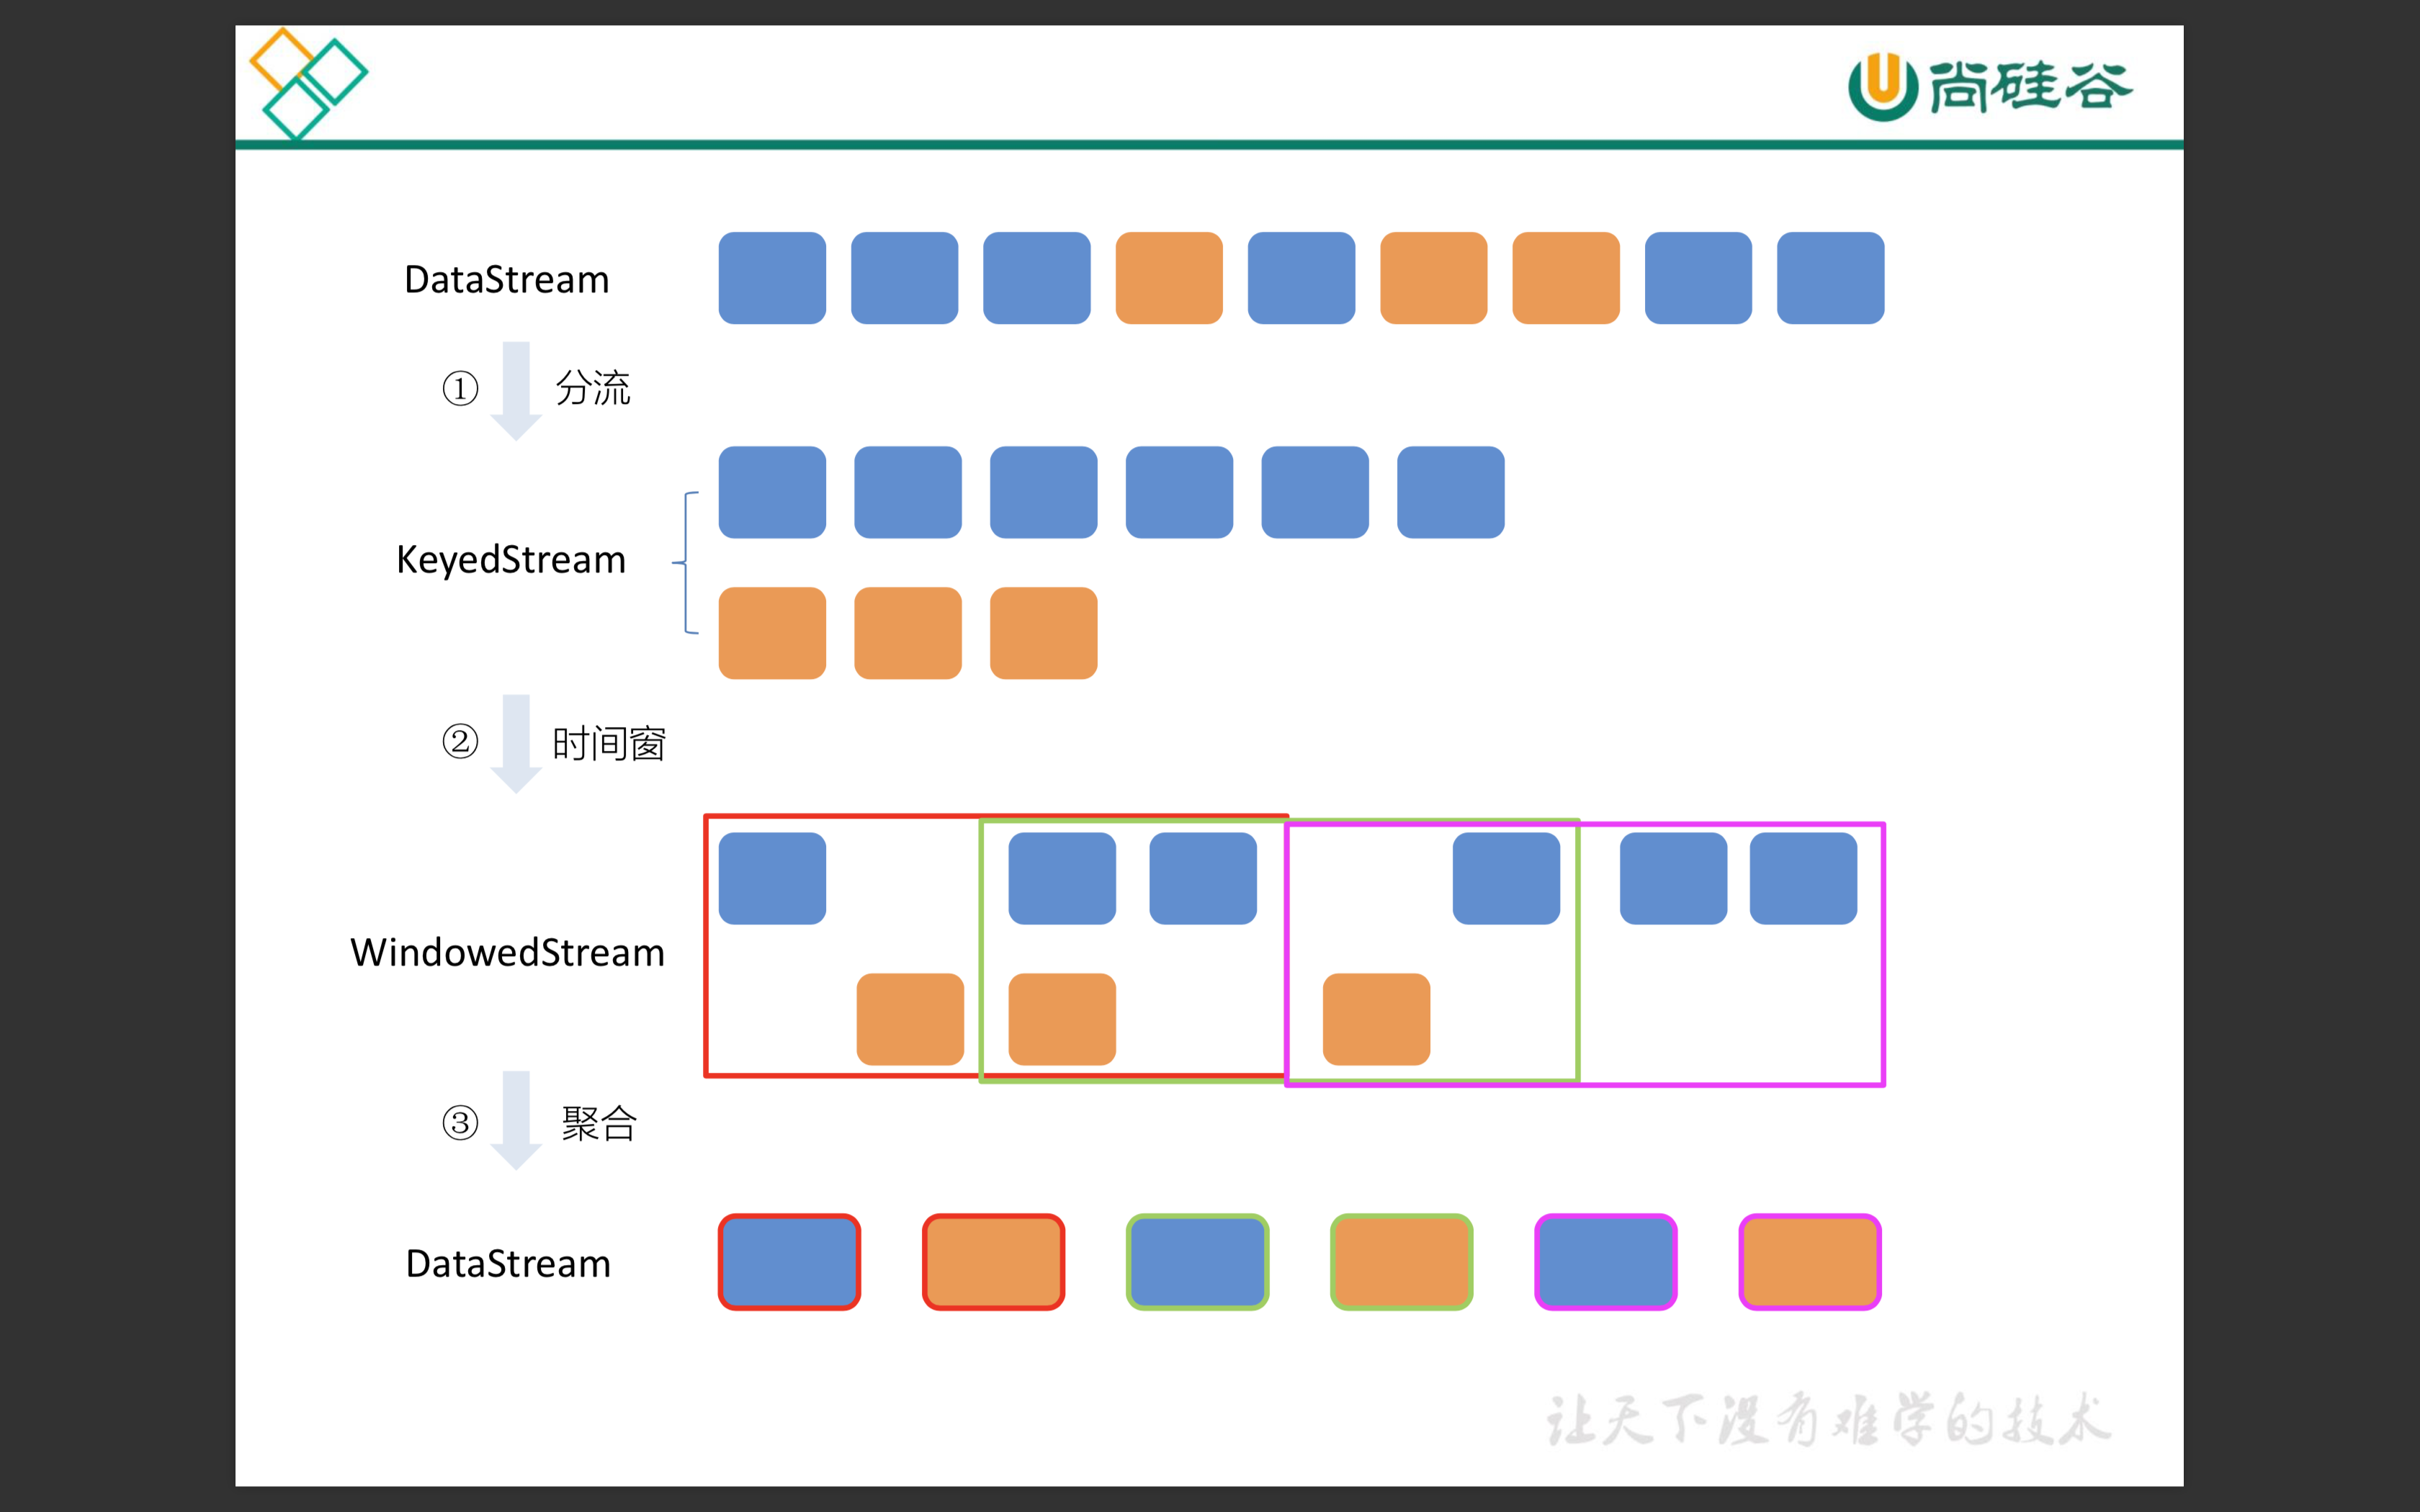 尚硅谷
DataStream
① 分流
KeyedStream
② 时间窗
WindowedStream
③ 聚合
DataStream
让天下没有难学的技术